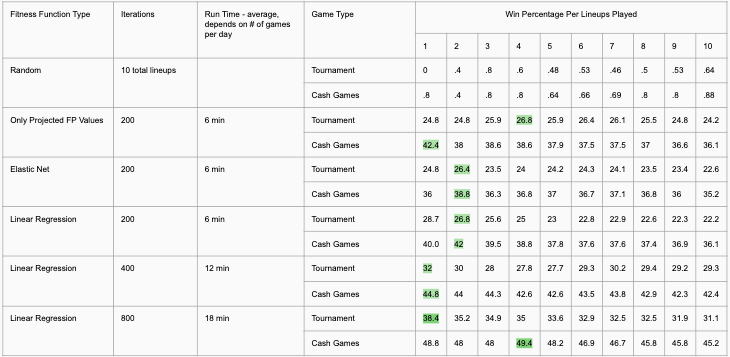 Fitness Function Type Iterations Run Time - average, depends on # of games per day Game Type Win Percentage Per Lineups Played
1 2 3 4 5 6 7 8 9 10
Random 10 total lineups Tournament 0 .4 .8 .6 .48 .53 .46 .5 .53 .64
Cash Games .8 .4 .8 .8 .64 .66 .69 .8 .8 .88
Only Projected FP Values 200 6 min Tournament 24.8 24.8 25.9 26.8 25.9 26.4 26.1 25.5 24.8 24.2
Cash Games 42.4 38 38.6 38.6 37.9 37.5 37.5 37 36.6 36.1
Elastic Net 200 6 min Tournament 24.8 26.4 23.5 24 24.2 24.3 24.1 23.5 23.4 22.6
Cash Games 36 38.8 36.3 36.8 37 36.7 37.1 36.8 36 35.2
Linear Regression 200 6 min Tournament 28.7 26.8 25.6 25 23 22.8 22.9 22.6 22.3 22.2
Cash Games 40.0 42 39.5 38.8 37.8 37.6 37.6 37.4 36.9 36.1
Linear Regression 400 12 min Tournament 32 30 28 27.8 27.7 29.3 30.2 29.4 29.2 29.3
Cash Games 44.8 44 44.3 42.6 42.6 43.5 43.8 42.9 42.3 42.4
Linear Regression 800 18 min Tournament 38.4 35.2 34.9 35 33.6 32.9 32.5 32.5 31.9 31.1
Cash Games 48.8 48 48 49.4 48.2 46.9 46.7 45.8 45.8 45.2